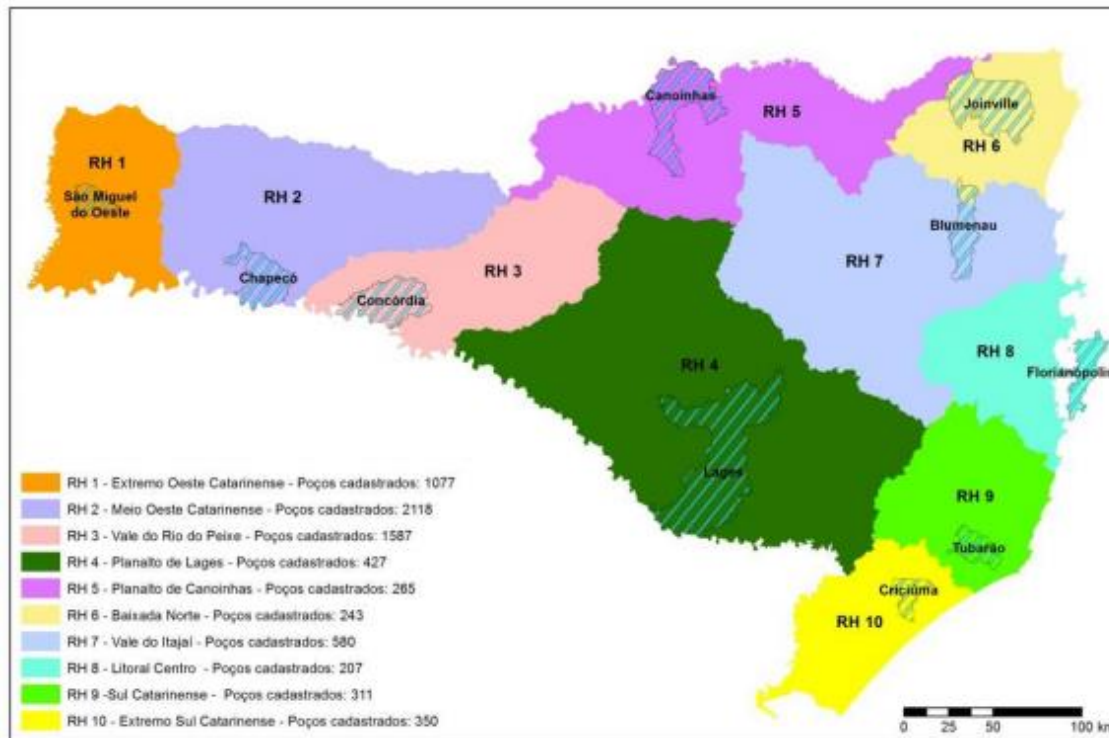 Canoinhas
Joinville
RH 5
RH 6
RH 1
São Miguel
do Oeste
RH 2
Blumenau
Chapecó
RH 3
RH 7
Concórdia
RH 8
RH 4
Florianópolis
Lages
RH 9
Tubarão
Criciúma
RH 10
RH 1 - Extremo Oeste Catarinense - Poços cadastrados: 1077
RH 2 - Meio Oeste Catarinense - Poços cadastrados: 2118
RH 3 - Vale do Rio do Peixe - Poços cadastrados: 1587
RH 4 - Planalto de Lages - Poços cadastrados: 427
RH 5 - Planalto de Canoinhas - Poços cadastrados: 265
RH 6 - Baixada Norte - Poços cadastrados: 243
RH 7 - Vale do Itajaí - Poços cadastrados: 580
RH 8 - Litoral Centro - Poços cadastrados: 207
RH 9 -Sul Catarinense - Poços cadastrados: 311
RH 10 - Extremo Sul Catarinense - Poços cadastrados: 350
0 25 50 100 km